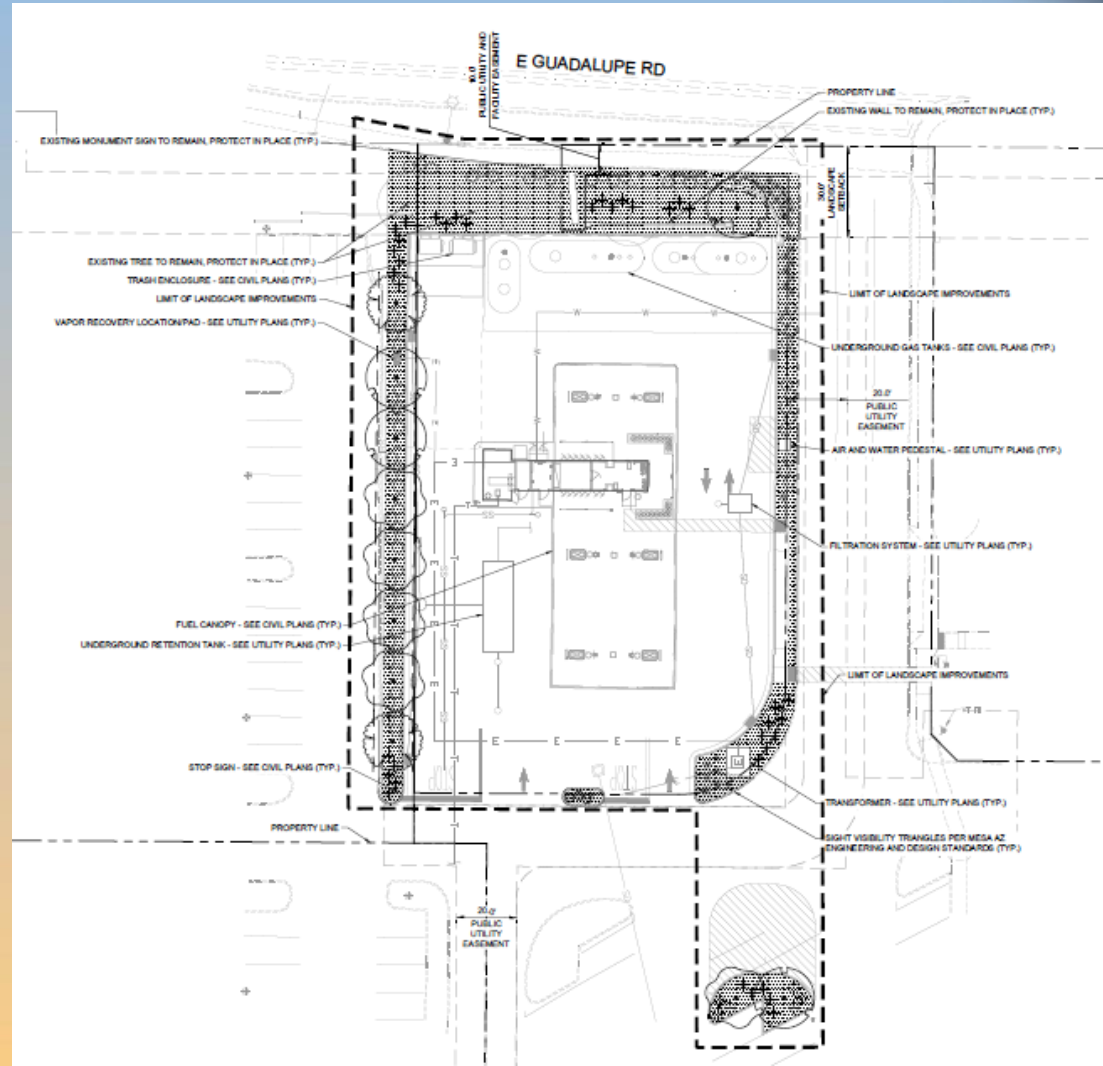 10.0'
PUBLIC UTILITY AND
FACILITY EASEMENT
E GUADALUPE RD
PROPERTY LINE
EXISTING WALL TO REMAIN, PROTECT IN PLACE (TYP.)
EXISTING MONUMENT SIGN TO REMAIN, PROTECT IN PLACE (TYP.)
30.0'
LANDSCAPE
SETBACK
EXISTING TREE TO REMAIN, PROTECT IN PLACE (TYP.)
TRASH ENCLOSURE - SEE CIVIL PLANS (TYP.)
LIMIT OF LANDSCAPE IMPROVEMENTS
LIMIT OF LANDSCAPE IMPROVEMENTS
VAPOR RECOVERY LOCATION/PAD - SEE UTILITY PLANS (TYP.)
UNDERGROUND GAS TANKS - SEE CIVIL PLANS (TYP.)
20.0'
PUBLIC
UTILITY
EASEMENT
AIR AND WATER PEDESTAL - SEE UTILITY PLANS (TYP.)
FILTRATION SYSTEM - SEE UTILITY PLANS (TYP.)
FUEL CANOPY - SEE CIVIL PLANS (TYP.)
UNDERGROUND RETENTION TANK - SEE UTILITY PLANS (TYP.)
LIMIT OF LANDSCAPE IMPROVEMENTS
E E E E
STOP SIGN - SEE CIVIL PLANS (TYP.)
E
TRANSFORMER - SEE UTILITY PLANS (TYP.)
PROPERTY LINE
SIGHT VISIBILITY TRIANGLES PER MESA AZ
ENGINEERING AND DESIGN STANDARDS (TYP.)
20.0'
PUBLIC
UTILITY
EASEMENT